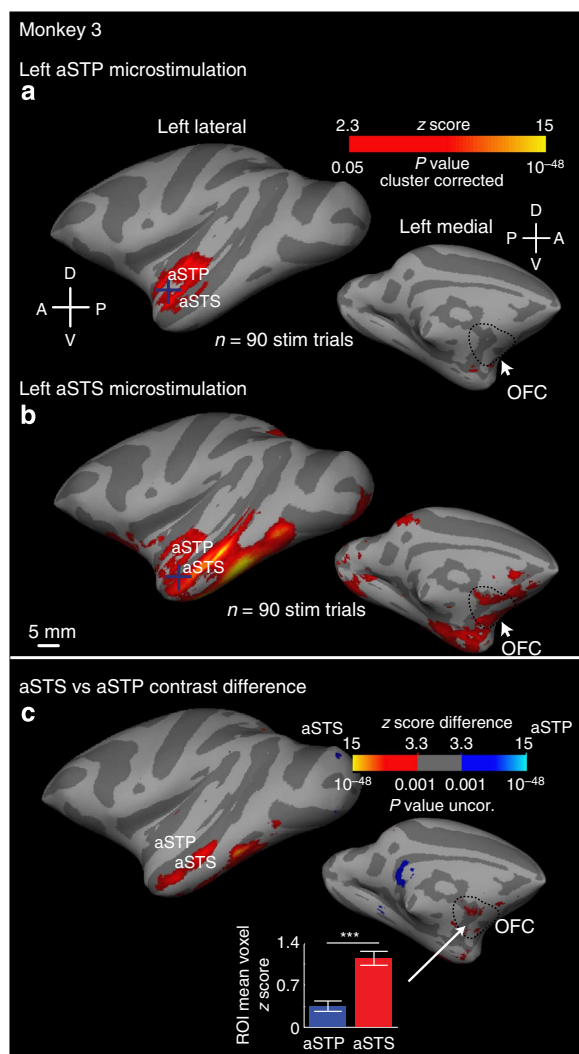 Monkey 3
Left aSTP microstimulation
a
Left lateral
2.3 z score 15
0.05 P value 10⁻⁴⁸
cluster corrected
Left medial
D
P A
V
D
A P
V
aSTP
aSTS
n = 90 stim trials
OFC
Left aSTS microstimulation
b
aSTP
aSTS
n = 90 stim trials
OFC
5 mm
aSTS vs aSTP contrast difference
c
aSTS z score difference aSTP
15 3.3 3.3 15
10⁻⁴⁸ 0.001 0.001 10⁻⁴⁸
P value uncor.
aSTP
aSTS
OFC
ROI mean voxel
z score
1.4
0.7
0
***
aSTP aSTS